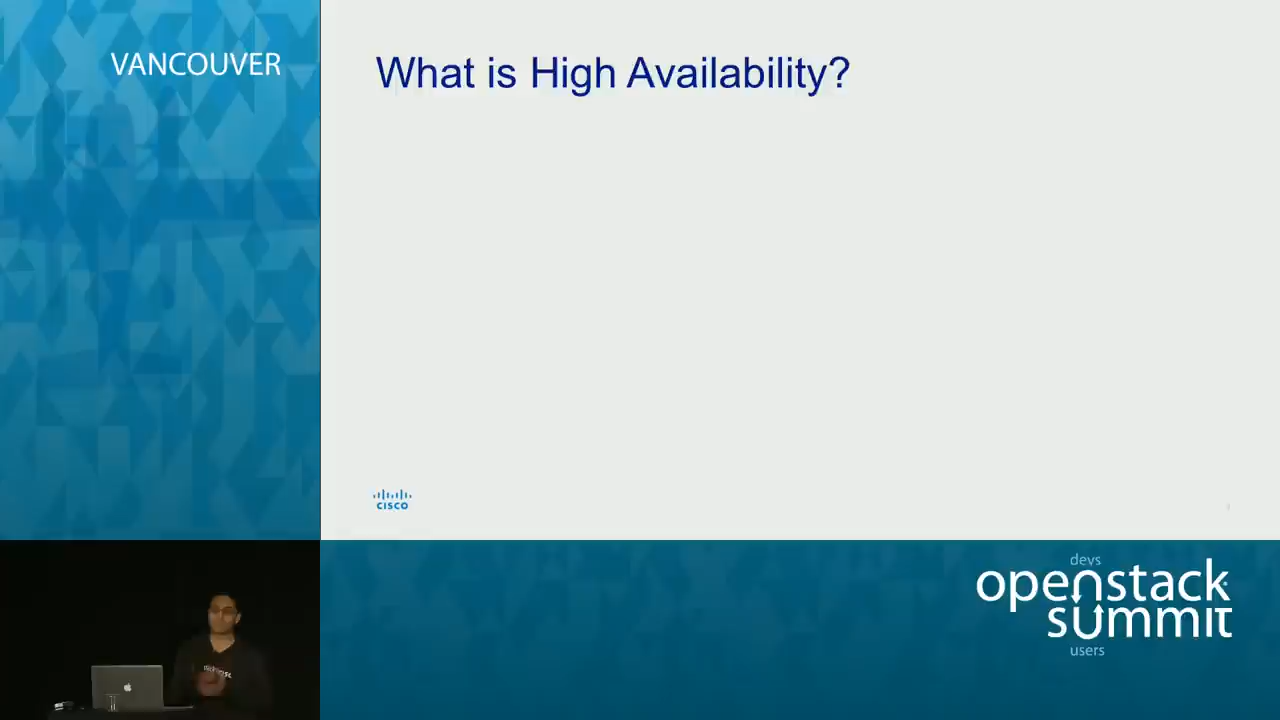 VANCOUVER
What is High Availability?
CISCO
devs
openstack
summit
users